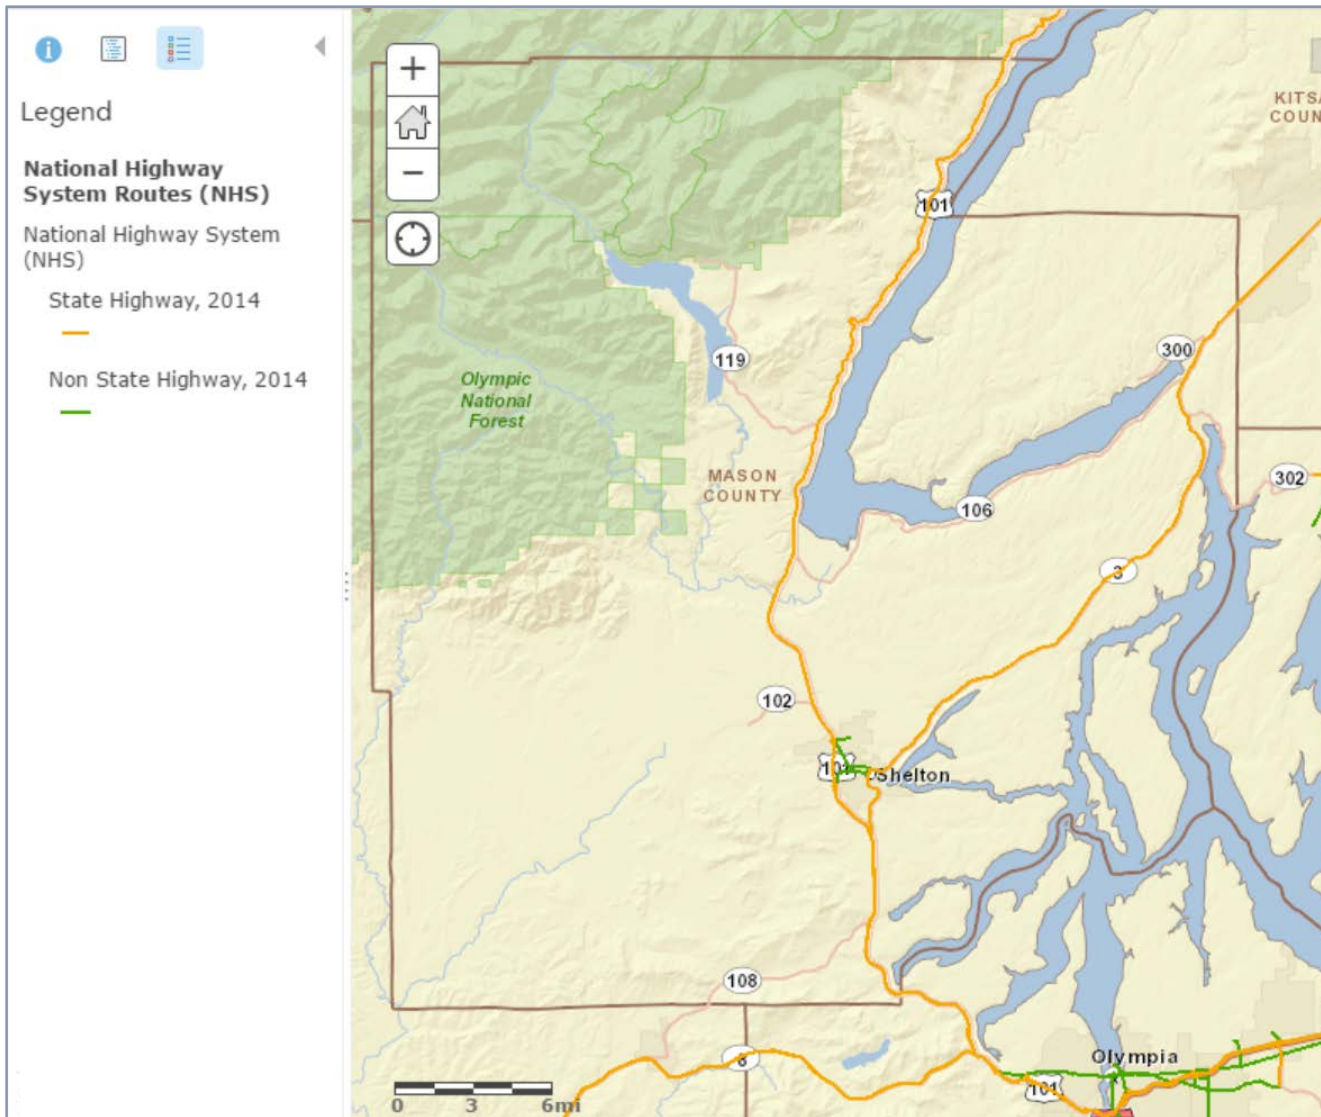 Legend
National Highway
System Routes (NHS)
National Highway System
(NHS)
State Highway, 2014
Non State Highway, 2014
+
−
KITSA
COUN
101
119
300
Olympic
National
Forest
MASON
COUNTY
302
106
3
102
101
Shelton
108
8
Olympia
101
0 3 6mi